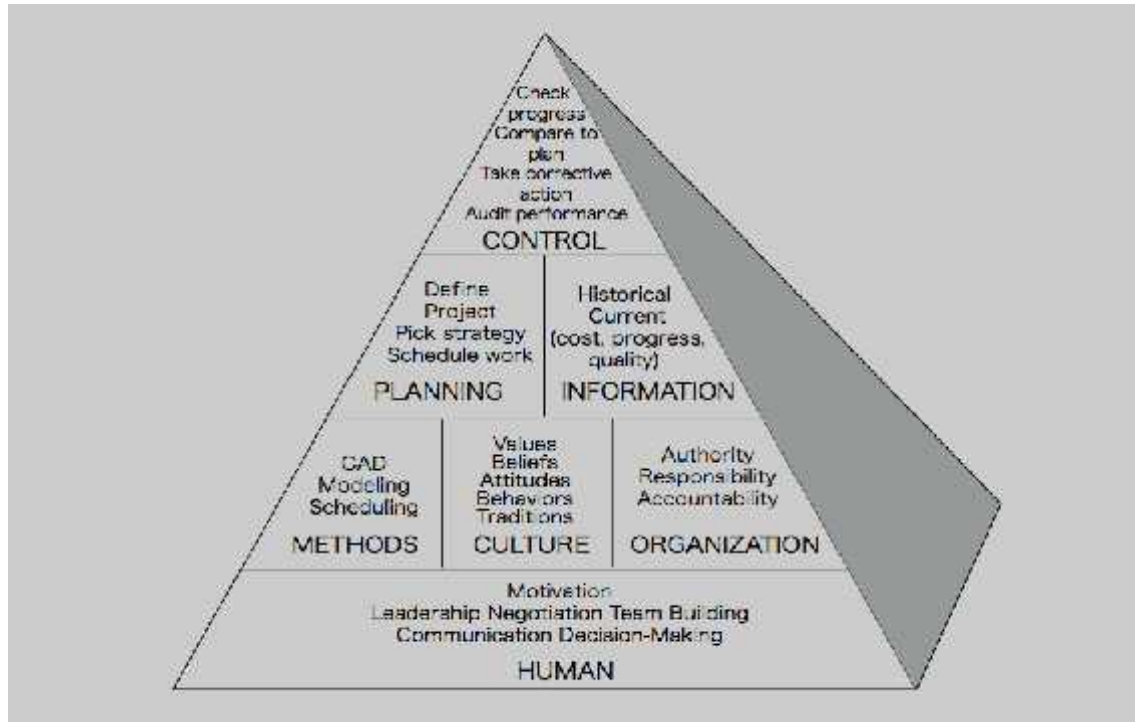 Check
progress
Compare to
plan
Take corrective
action
Audit performance
CONTROL
Define
Project
Pick strategy
Schedule work
PLANNING
Historical
Current
(cost, progress,
quality)
INFORMATION
CAD
Modeling
Scheduling
METHODS
Values
Beliefs
Attitudes
Behaviors
Traditions
CULTURE
Authority
Responsibility
Accountability
ORGANIZATION
Motivation
Leadership Negotiation Team Building
Communication Decision-Making
HUMAN